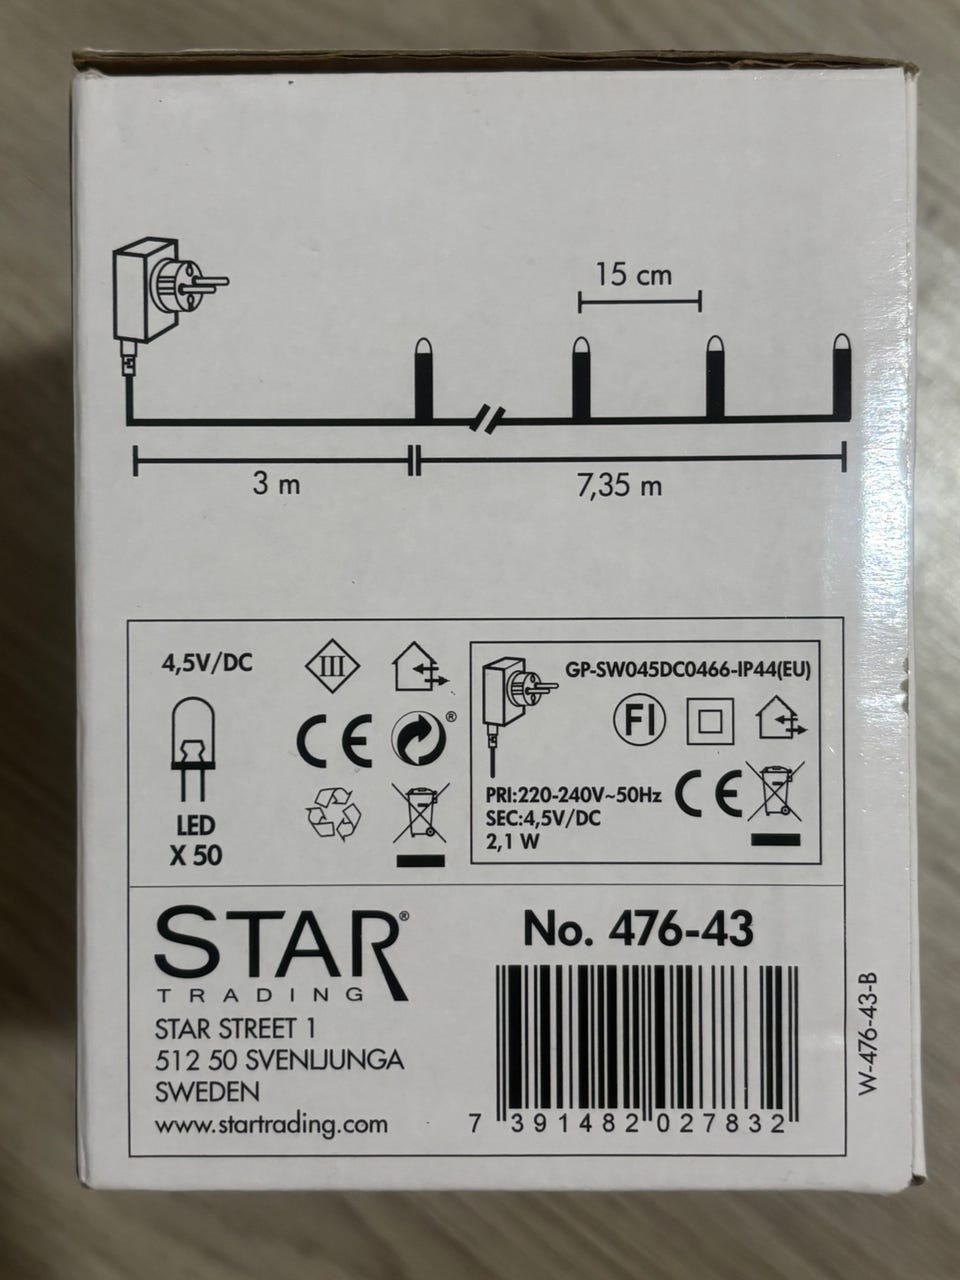 15 cm
3 m
7,35 m
4,5V/DC
III
GP-SW045DC0466-IP44(EU)
FI
CE
®
PRI:220-240V~50Hz
SEC:4,5V/DC
2,1 W
CE
LED
X 50
STAR®
TRADING
STAR STREET 1
512 50 SVENLJUNGA
SWEDEN
www.startrading.com
No. 476-43
7 391482 027832
W-476-43-B